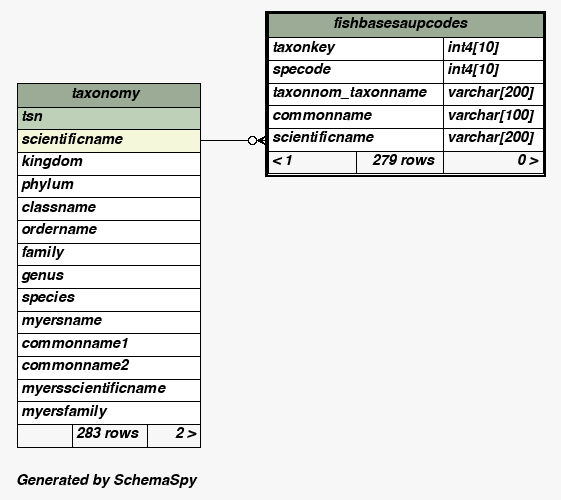 fishbasesaupcodes
taxonkey int4[10]
specode int4[10]
taxonnom_taxonname varchar[200]
commonname varchar[100]
scientificname varchar[200]
< 1 279 rows 0 >
taxonomy
tsn
scientificname
kingdom
phylum
classname
ordername
family
genus
species
myersname
commonname1
commonname2
myersscientificname
myersfamily
283 rows 2 >
Generated by SchemaSpy